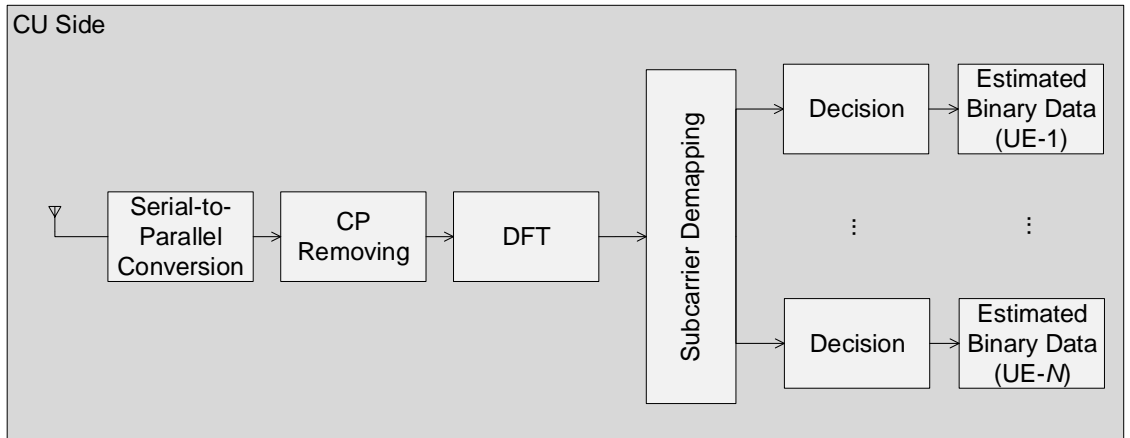 CU Side
Serial-to-
Parallel
Conversion
CP
Removing
DFT
Subcarrier Demapping
Decision
Estimated
Binary Data
(UE-1)
...
...
Decision
Estimated
Binary Data
(UE-N)